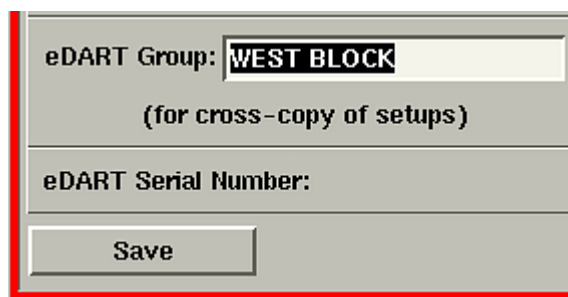 eDART Group: WEST BLOCK
(for cross-copy of setups)
eDART Serial Number:
Save